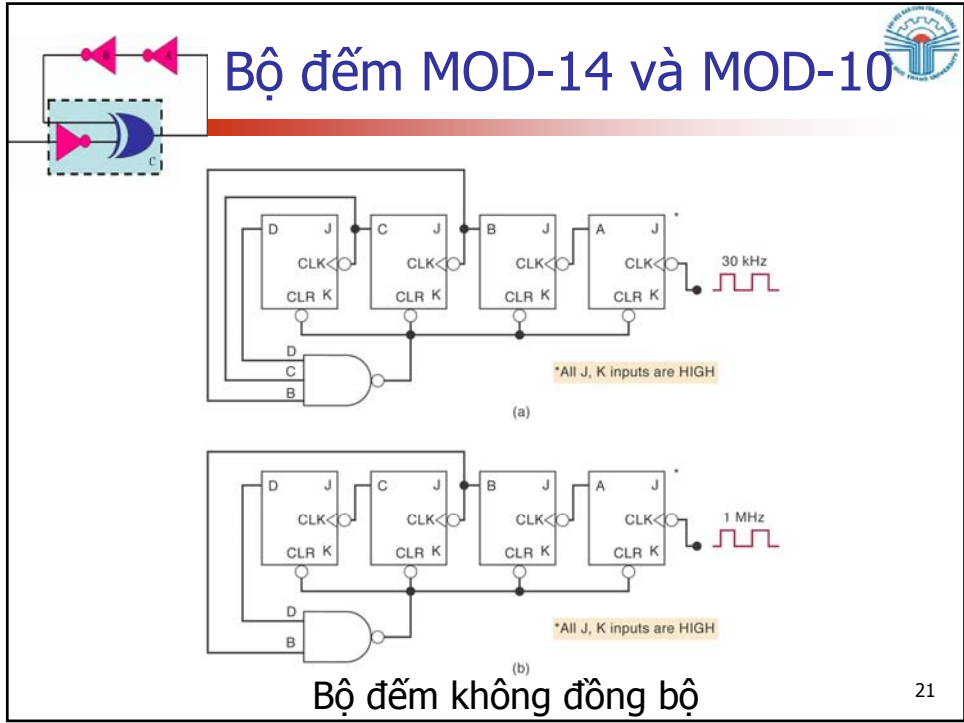 Bộ đếm MOD-14 và MOD-10
B A
C
*
D J C J B J A J
CLK CLK CLK CLK
30 kHz
CLR K CLR K CLR K CLR K
D
C
B
*All J, K inputs are HIGH
(a)
*
D J C J B J A J
CLK CLK CLK CLK
1 MHz
CLR K CLR K CLR K CLR K
D
B
*All J, K inputs are HIGH
(b)
Bộ đếm không đồng bộ
21